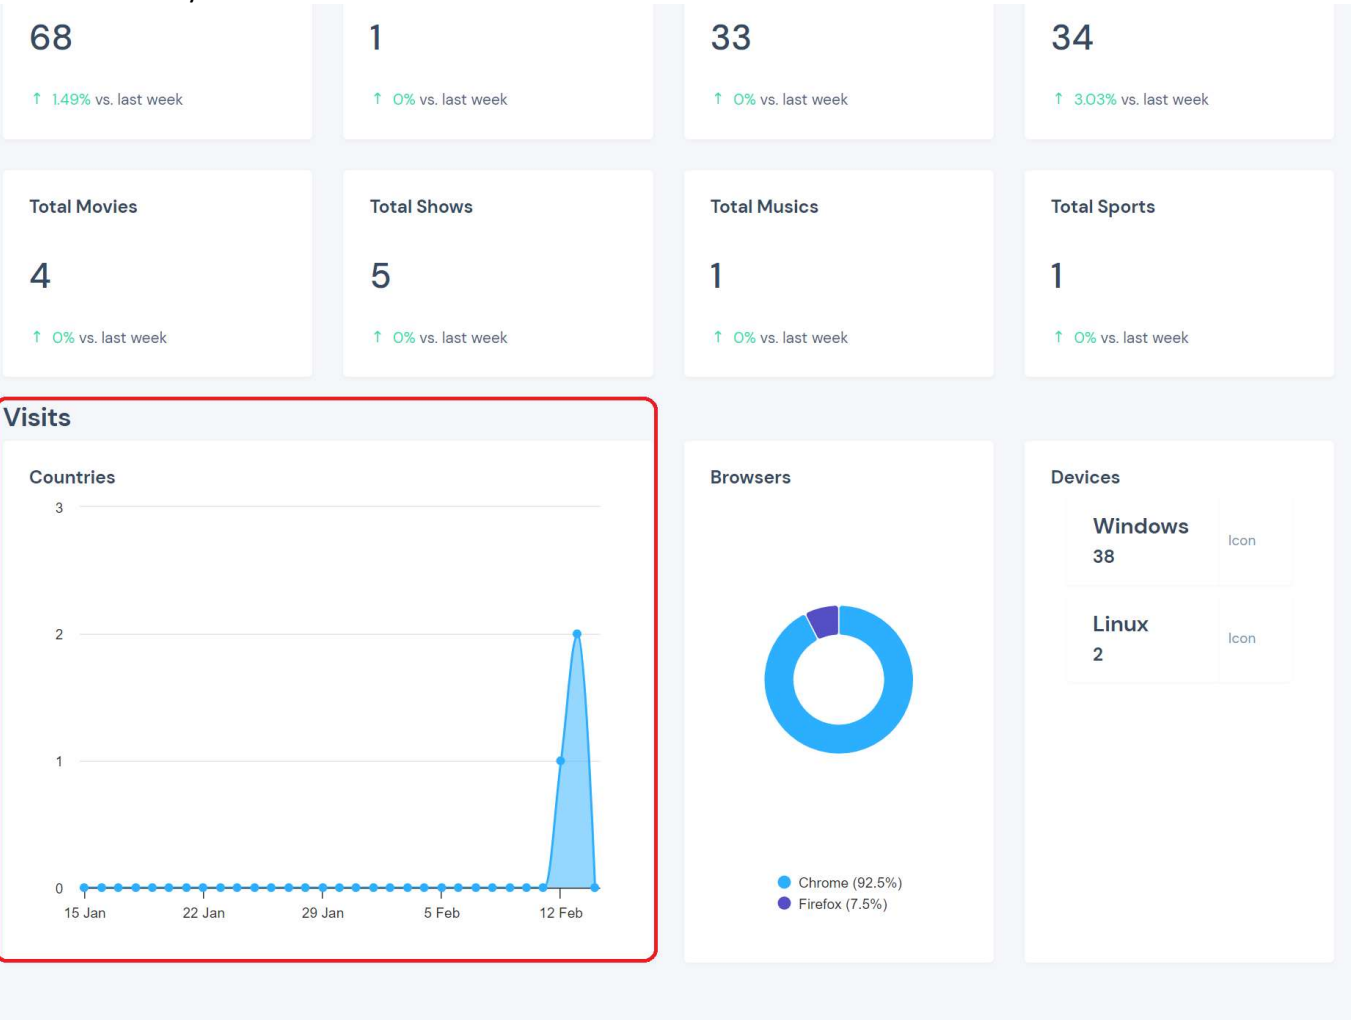 68
1
33
34
↑ 1.49% vs. last week
↑ 0% vs. last week
↑ 0% vs. last week
↑ 3.03% vs. last week
Total Movies
Total Shows
Total Musics
Total Sports
4
5
1
1
↑ 0% vs. last week
↑ 0% vs. last week
↑ 0% vs. last week
↑ 0% vs. last week
Visits
Countries
3
2
1
0
15 Jan
22 Jan
29 Jan
5 Feb
12 Feb
Browsers
Chrome (92.5%)
Firefox (7.5%)
Devices
Windows
38
Icon
Linux
2
Icon